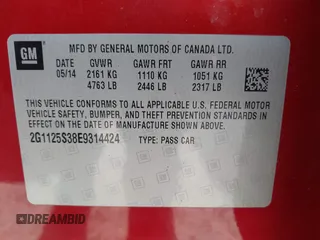 GM
MFD BY GENERAL MOTORS OF CANADA LTD.
DATE GVWR GAWR FRT GAWR RR
05/14 2161 KG 1110 KG 1051 KG
4763 LB 2446 LB 2317 LB
THIS VEHICLE CONFORMS TO ALL APPLICABLE U.S. FEDERAL MOTOR
VEHICLE SAFETY, BUMPER, AND THEFT PREVENTION STANDARDS
IN EFFECT ON THE DATE OF MANUFACTURE SHOWN ABOVE.
2G1125S38E9314424 TYPE: PASS CAR
DREAMBID